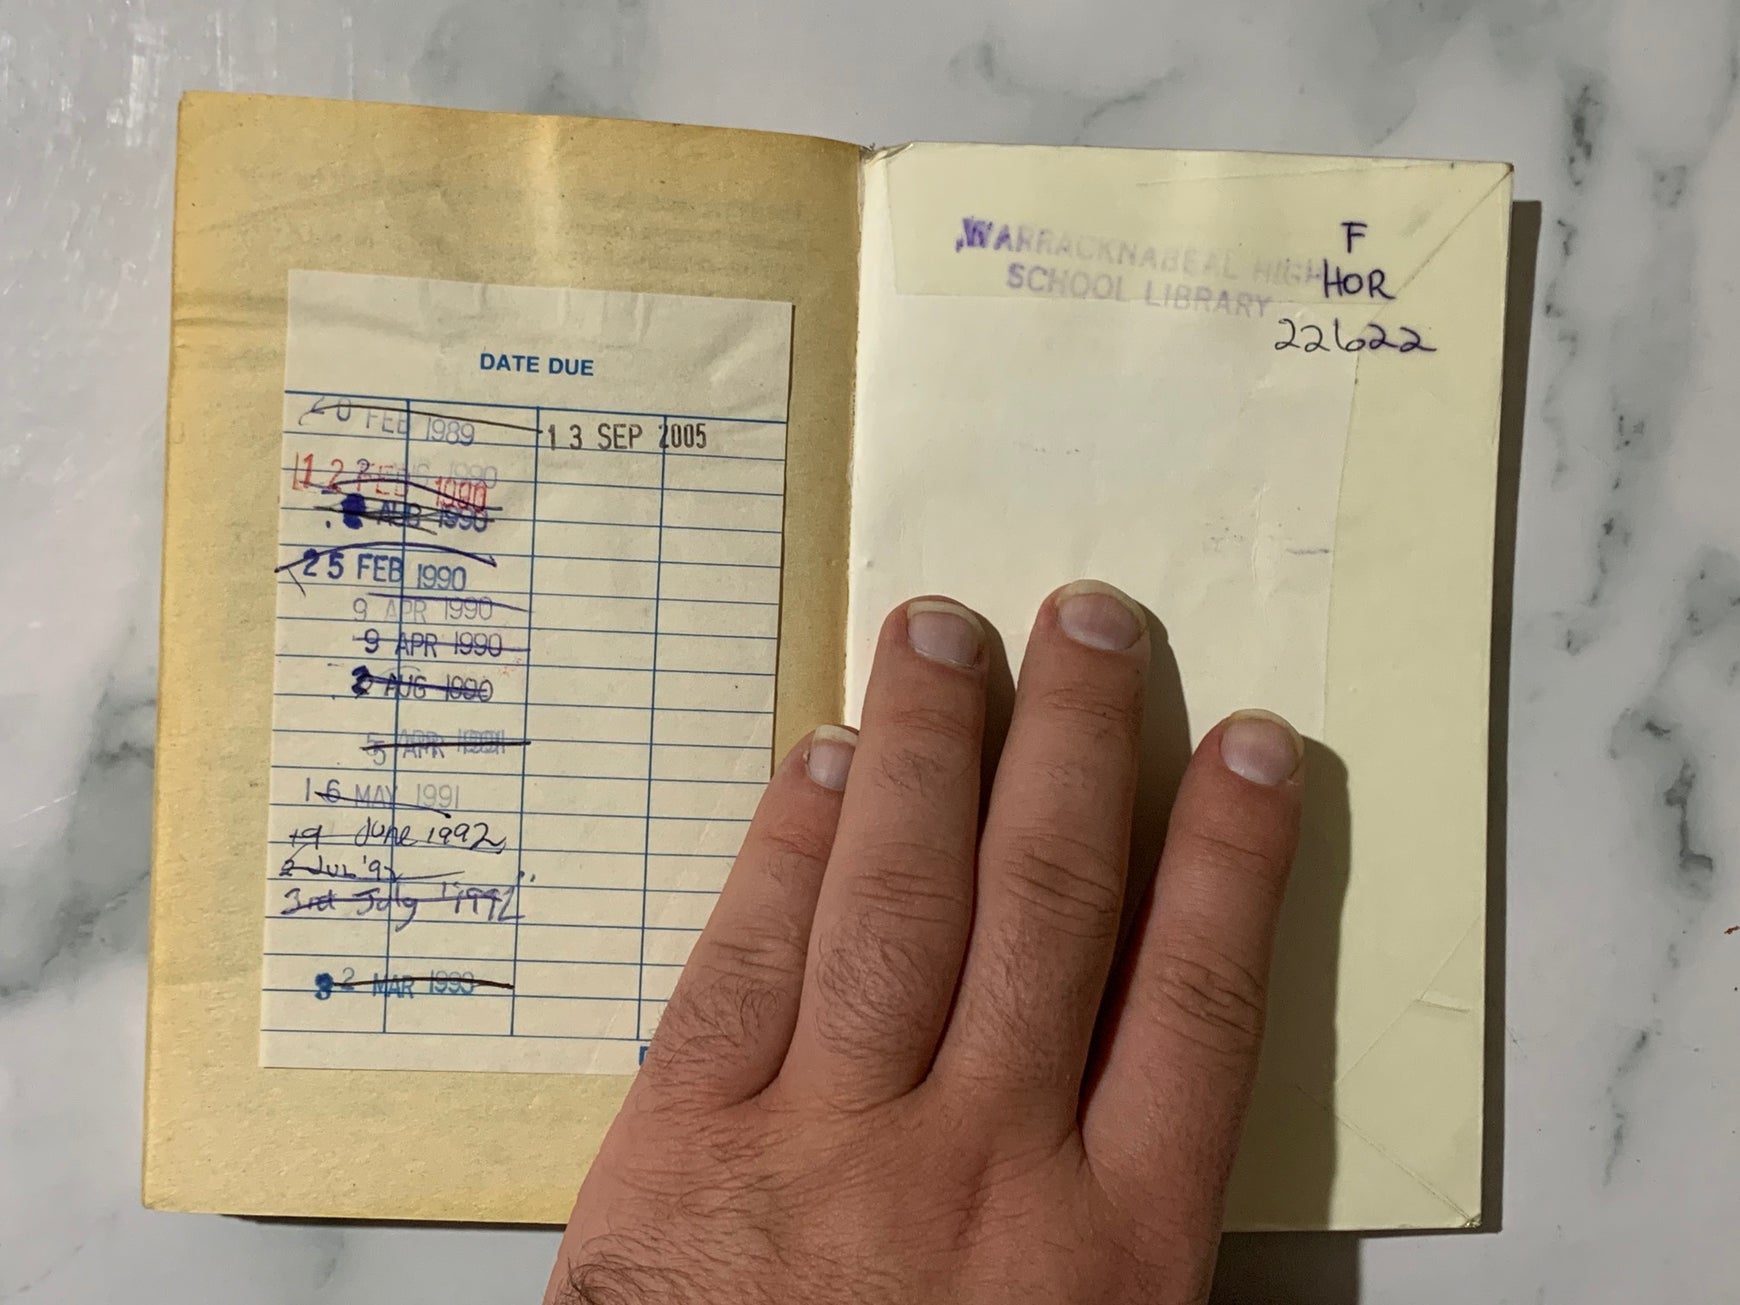 DATE DUE
20 FEB 1989
13 SEP 2005
12 FEB 1990
AUG 1990
25 FEB 1990
9 APR 1990
9 APR 1990
2 AUG 1990
5 APR 1991
16 MAY 1991
19 June 1992
2 JUL '92
3rd July 1992
2 MAR 1993
WARRACKNABEAL HIGH
SCHOOL LIBRARY
F
HOR
22622